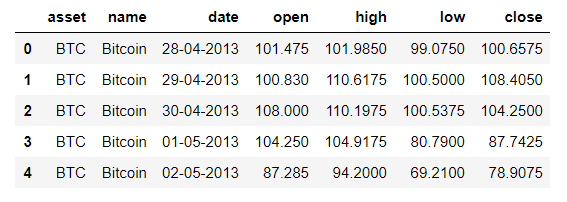 asset name date open high low close
0 BTC Bitcoin 28-04-2013 101.475 101.9850 99.0750 100.6575
1 BTC Bitcoin 29-04-2013 100.830 110.6175 100.5000 108.4050
2 BTC Bitcoin 30-04-2013 108.000 110.1975 100.5375 104.2500
3 BTC Bitcoin 01-05-2013 104.250 104.9175 80.7900 87.7425
4 BTC Bitcoin 02-05-2013 87.285 94.2000 69.2100 78.9075